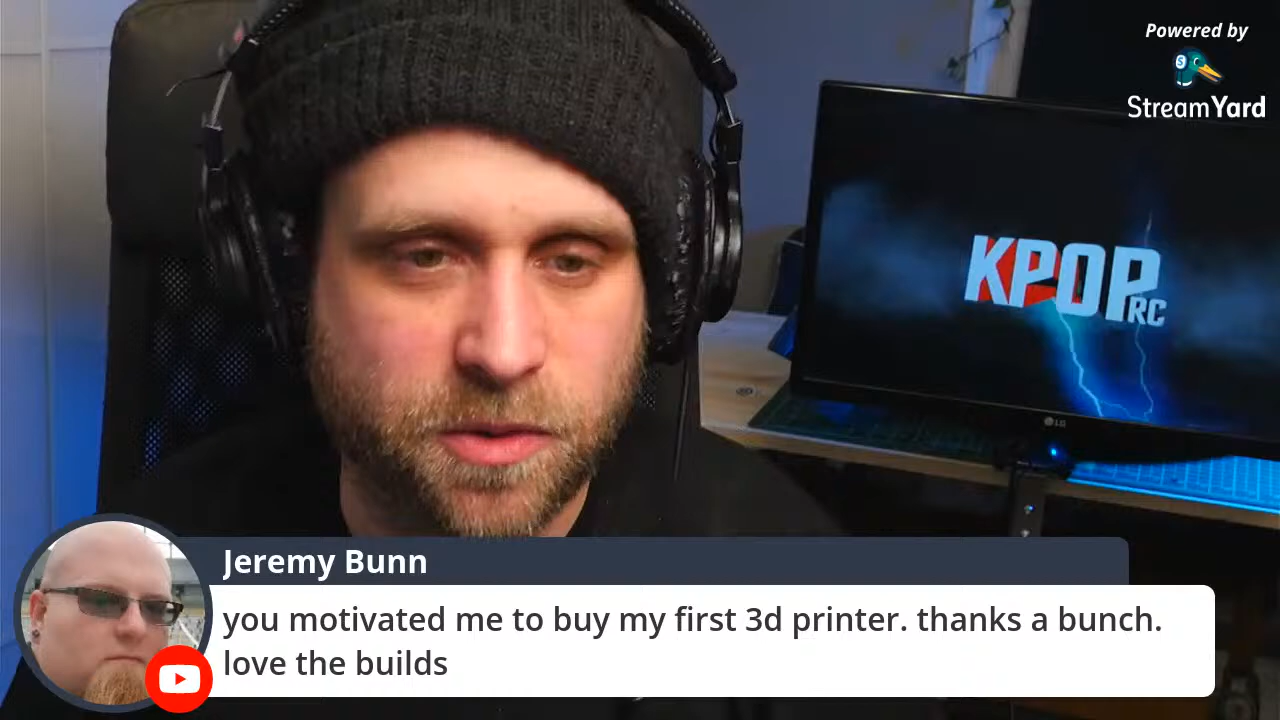 Powered by
StreamYard
KPOP
RC
LG
Jeremy Bunn
you motivated me to buy my first 3d printer. thanks a bunch.
love the builds